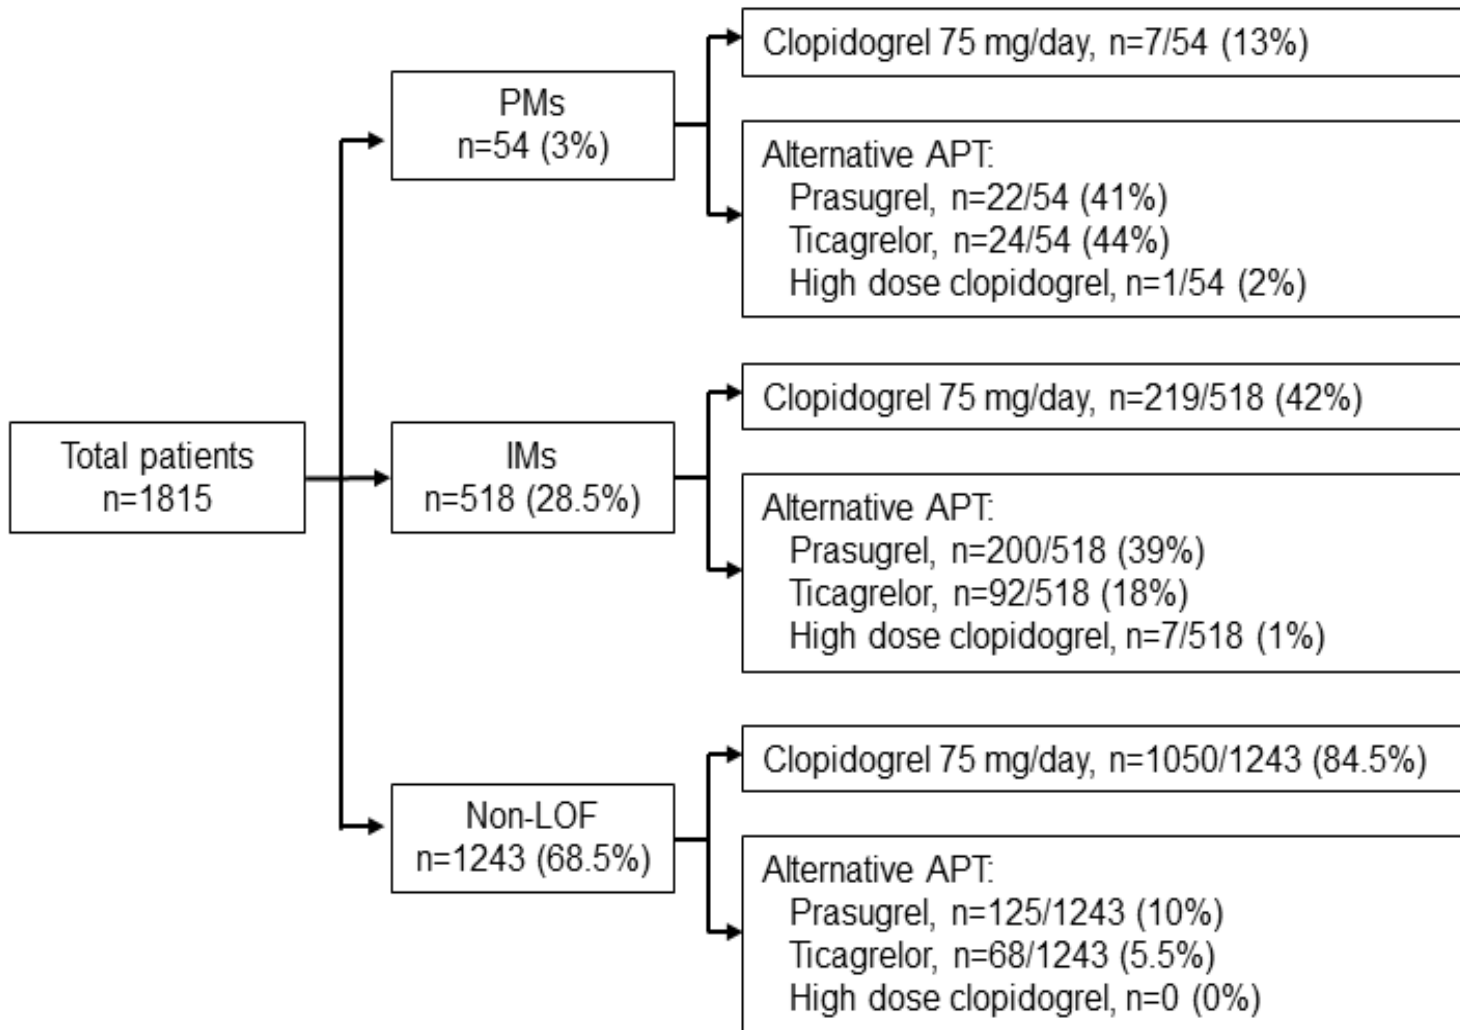 Total patients
n=1815
PMs
n=54 (3%)
Clopidogrel 75 mg/day, n=7/54 (13%)
Alternative APT:
Prasugrel, n=22/54 (41%)
Ticagrelor, n=24/54 (44%)
High dose clopidogrel, n=1/54 (2%)
IMs
n=518 (28.5%)
Clopidogrel 75 mg/day, n=219/518 (42%)
Alternative APT:
Prasugrel, n=200/518 (39%)
Ticagrelor, n=92/518 (18%)
High dose clopidogrel, n=7/518 (1%)
Non-LOF
n=1243 (68.5%)
Clopidogrel 75 mg/day, n=1050/1243 (84.5%)
Alternative APT:
Prasugrel, n=125/1243 (10%)
Ticagrelor, n=68/1243 (5.5%)
High dose clopidogrel, n=0 (0%)